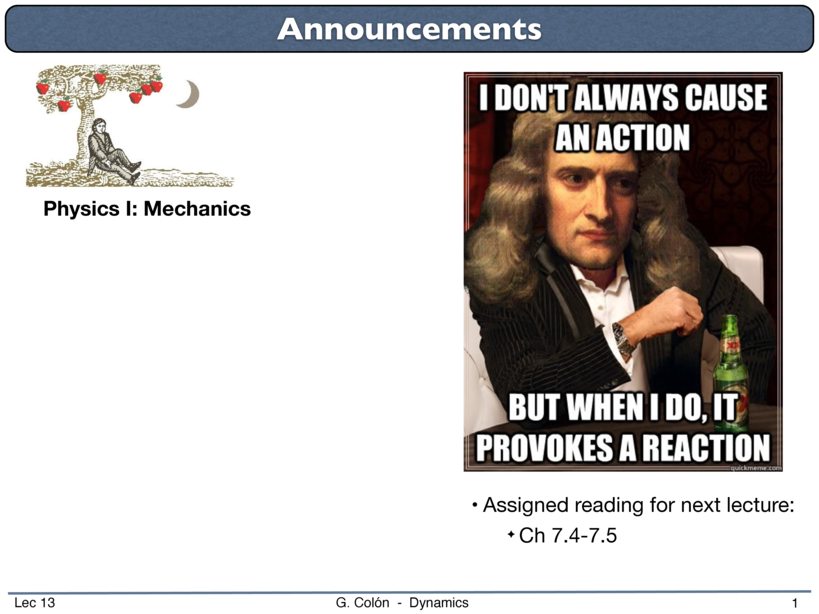 Announcements
Physics I: Mechanics
I DON'T ALWAYS CAUSE
AN ACTION
BUT WHEN I DO, IT
PROVOKES A REACTION
quickmeme.com
• Assigned reading for next lecture:
✦ Ch 7.4-7.5
Lec 13
G. Colón - Dynamics
1